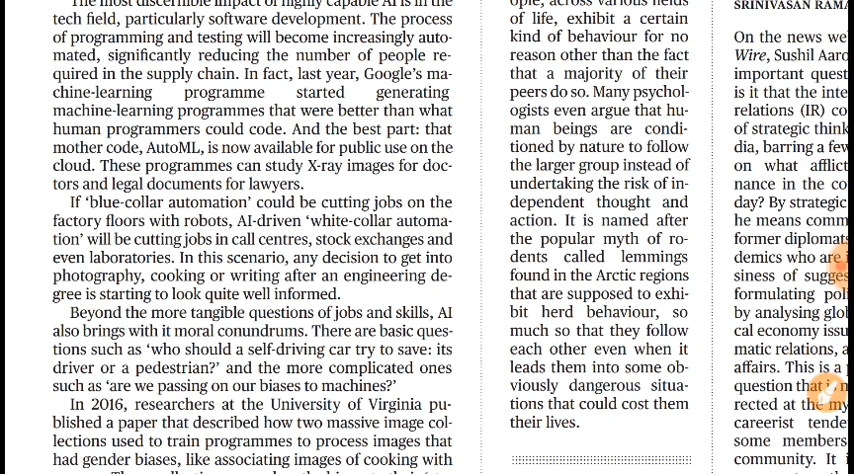 The most discernible impact of highly capable AI is in the
tech field, particularly software development. The process
of programming and testing will become increasingly auto-
mated, significantly reducing the number of people re-
quired in the supply chain. In fact, last year, Google's ma-
chine-learning programme started generating
machine-learning programmes that were better than what
human programmers could code. And the best part: that
mother code, AutoML, is now available for public use on the
cloud. These programmes can study X-ray images for doc-
tors and legal documents for lawyers.
If 'blue-collar automation' could be cutting jobs on the
factory floors with robots, AI-driven 'white-collar automa-
tion' will be cutting jobs in call centres, stock exchanges and
even laboratories. In this scenario, any decision to get into
photography, cooking or writing after an engineering de-
gree is starting to look quite well informed.
Beyond the more tangible questions of jobs and skills, AI
also brings with it moral conundrums. There are basic ques-
tions such as 'who should a self-driving car try to save: its
driver or a pedestrian?' and the more complicated ones
such as 'are we passing on our biases to machines?'
In 2016, researchers at the University of Virginia pu-
blished a paper that described how two massive image col-
lections used to train programmes to process images that
had gender biases, like associating images of cooking with
ople, across various fields
of life, exhibit a certain
kind of behaviour for no
reason other than the fact
that a majority of their
peers do so. Many psychol-
ogists even argue that hu-
man beings are condi-
tioned by nature to follow
the larger group instead of
undertaking the risk of in-
dependent thought and
action. It is named after
the popular myth of ro-
dents called lemmings
found in the Arctic regions
that are supposed to exhi-
bit herd behaviour, so
much so that they follow
each other even when it
leads them into some ob-
viously dangerous situa-
tions that could cost them
their lives.
SRINIVASAN RAMA
On the news we
Wire, Sushil Aaro
important quest
is it that the inte
relations (IR) co
of strategic think
dia, barring a few
on what afflict
nance in the co
day? By strategic
he means comm
former diplomats
demics who are
siness of sugges
formulating poli
by analysing glo
cal economy issu
matic relations, a
affairs. This is a
question that
rected at the my
careerist tende
some members
community. It